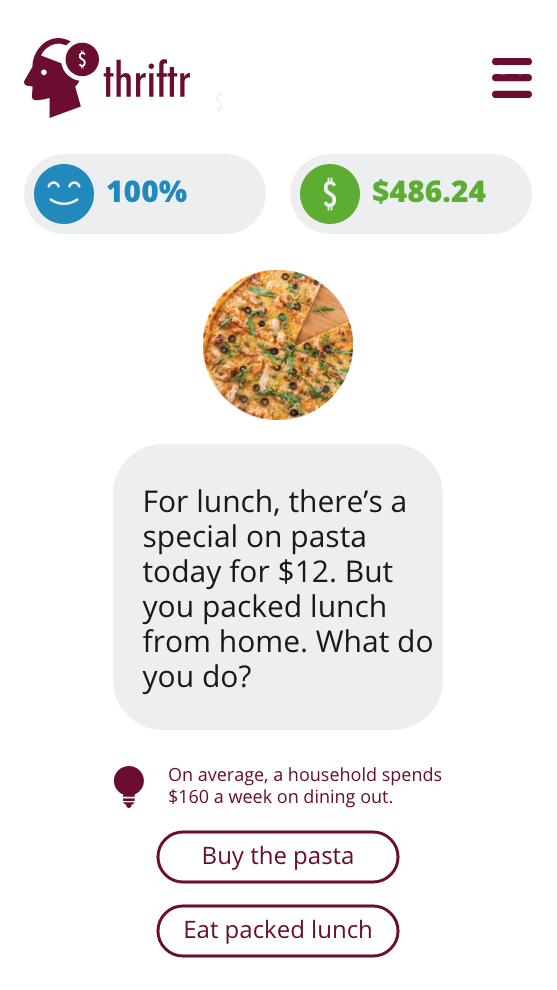 $
thriftr
$
100%
$
$486.24
For lunch, there’s a
special on pasta
today for $12. But
you packed lunch
from home. What do
you do?
On average, a household spends
$160 a week on dining out.
Buy the pasta
Eat packed lunch